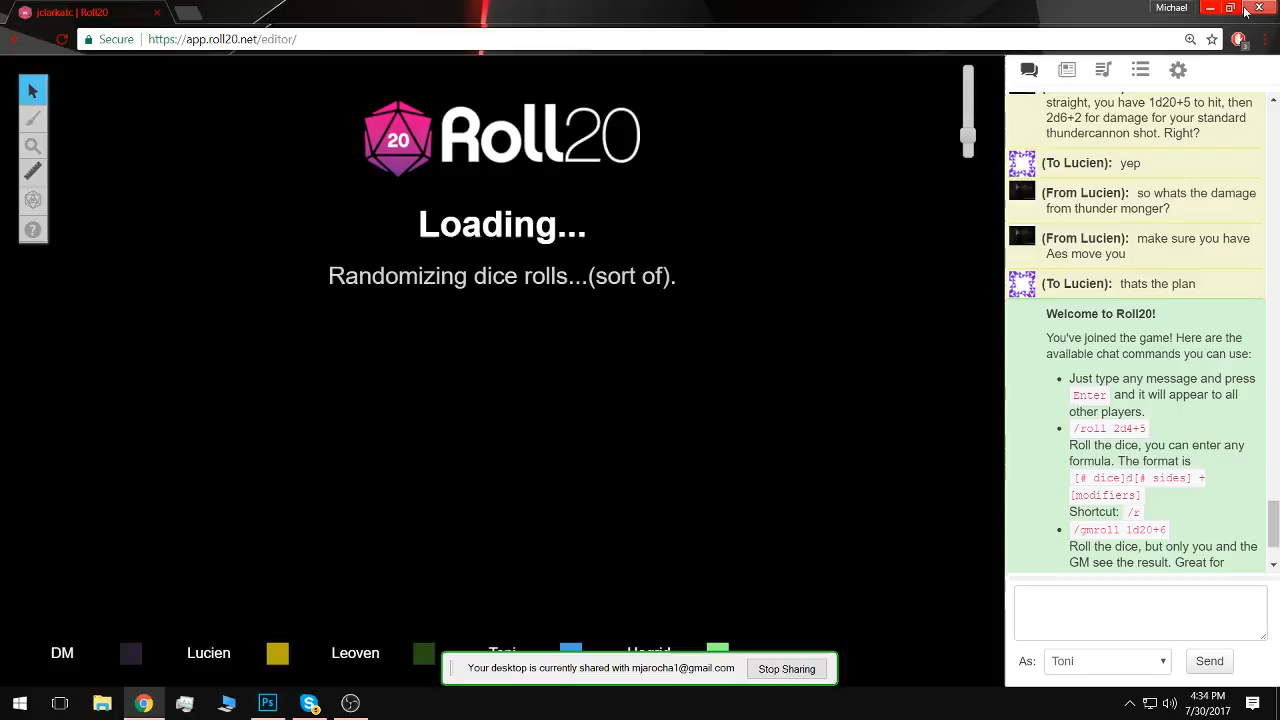 jclarkatc | Roll20
Michael
Secure
https://app.roll20.net/editor/
3
20
Roll20
Loading...
Randomizing dice rolls...(sort of).
straight, you have 1d20+5 to hit, then
2d6+2 for damage for your standard
thundercannon shot. Right?
(To Lucien): yep
(From Lucien): so whats the damage
from thunder monger?
(From Lucien): make sure you have
Aes move you
(To Lucien): thats the plan
Welcome to Roll20!
You've joined the game! Here are the
available chat commands you can use:
• Just type any message and press
Enter and it will appear to all
other players.
• /roll 2d4+5
Roll the dice, you can enter any
formula. The format is
[# dice]d[# sides] +
[modifiers]
Shortcut: /r
• /gmroll 1d20+6
Roll the dice, but only you and the
GM see the result. Great for
As: Toni
Send
DM
Lucien
Leoven
Toni
Your desktop is currently shared with mjarocha1@gmail.com
Stop Sharing
Ps
4:34 PM
7/30/2017